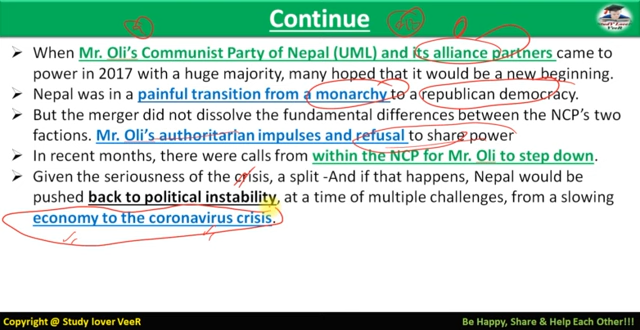 Continue
STUDY LOVER
VEER
➢ When Mr. Oli's Communist Party of Nepal (UML) and its alliance partners came to
power in 2017 with a huge majority, many hoped that it would be a new beginning.
➢ Nepal was in a painful transition from a monarchy to a republican democracy.
➢ But the merger did not dissolve the fundamental differences between the NCP's two
factions. Mr. Oli's authoritarian impulses and refusal to share power
➢ In recent months, there were calls from within the NCP for Mr. Oli to step down.
➢ Given the seriousness of the crisis, a split -And if that happens, Nepal would be
pushed back to political instability, at a time of multiple challenges, from a slowing
economy to the coronavirus crisis.
Copyright @ Study lover VeeR
Be Happy, Share & Help Each Other!!!